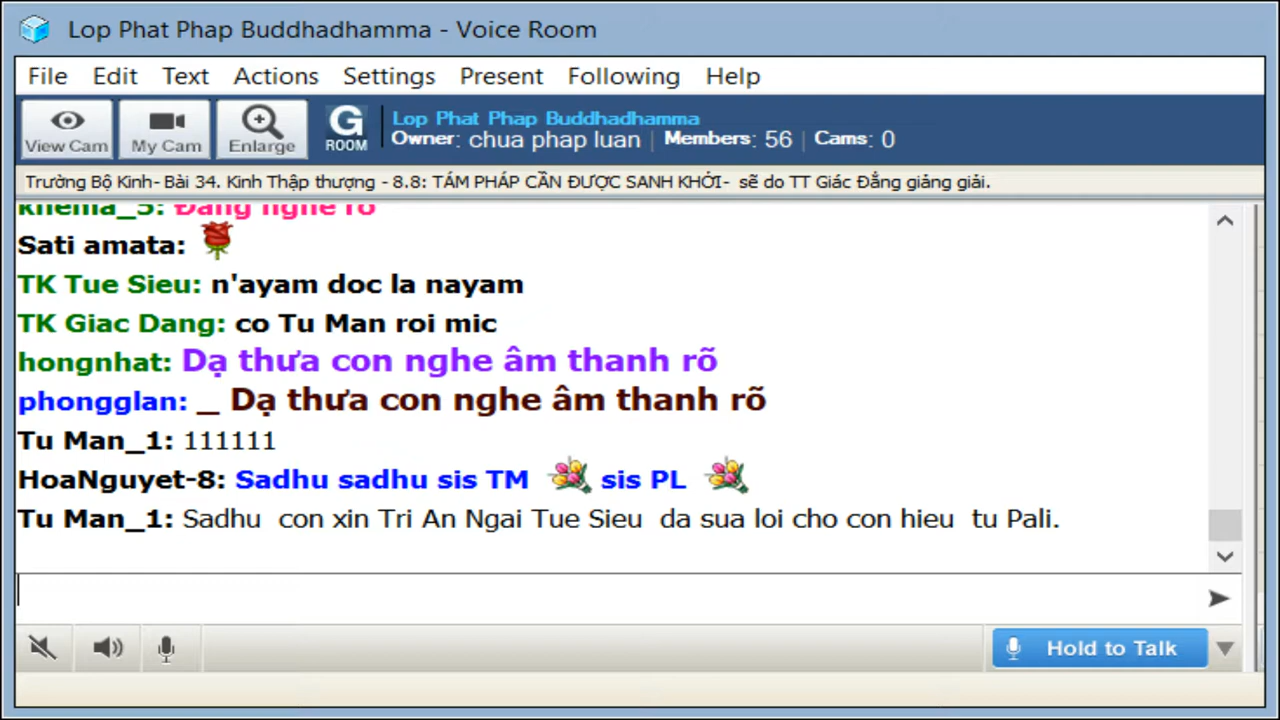 Lop Phat Phap Buddhadhamma - Voice Room
File Edit Text Actions Settings Present Following Help
View Cam My Cam Enlarge G ROOM
Lop Phat Phap Buddhadhamma
Owner: chua phap luan | Members: 56 | Cams: 0
Trường Bộ Kinh- Bài 34. Kinh Thập thượng - 8.8: TÁM PHÁP CẦN ĐƯỢC SANH KHỞI- sẽ do TT Giác Đẳng giảng giải.
khema_5: Đang nghe rõ
Sati amata:
TK Tue Sieu: n'ayam doc la nayam
TK Giac Dang: co Tu Man roi mic
hongnhat: Dạ thưa con nghe âm thanh rõ
phongglan: _ Dạ thưa con nghe âm thanh rõ
Tu Man_1: 111111
HoaNguyet-8: Sadhu sadhu sis TM sis PL
Tu Man_1: Sadhu con xin Tri An Ngai Tue Sieu da sua loi cho con hieu tu Pali.
Hold to Talk